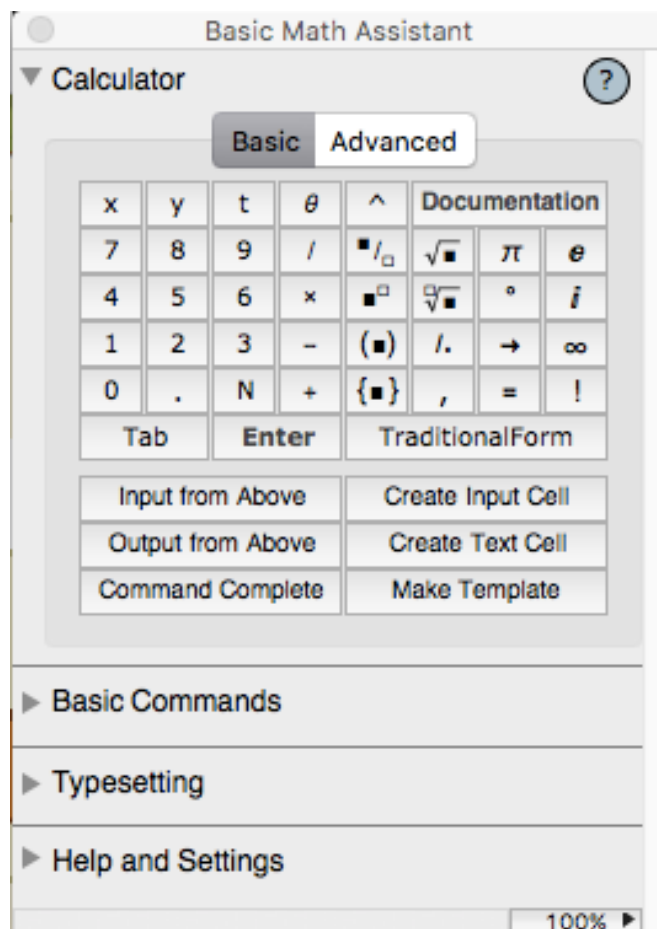 Basic Math Assistant
Calculator ?
Basic Advanced
x y t θ ^ Documentation
7 8 9 / ■/□ √■ π e
4 5 6 × ■□ □√■ ° i
1 2 3 − (■) /. → ∞
0 . N + {■} , = !
Tab Enter TraditionalForm
Input from Above Create Input Cell
Output from Above Create Text Cell
Command Complete Make Template
Basic Commands
Typesetting
Help and Settings
100%